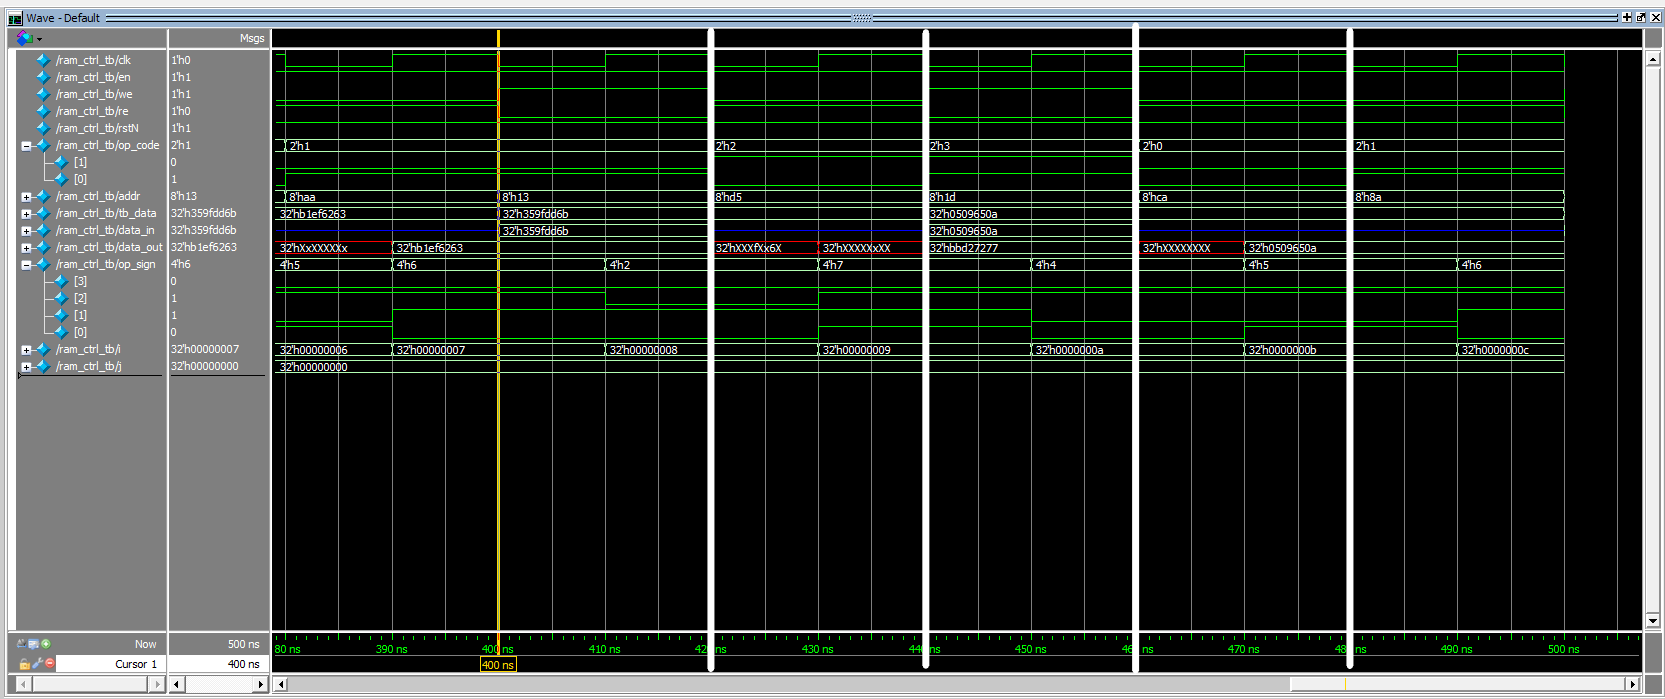 Wave - Default
Msgs
/ram_ctrl_tb/clk 1'h0
/ram_ctrl_tb/en 1'h1
/ram_ctrl_tb/we 1'h1
/ram_ctrl_tb/re 1'h0
/ram_ctrl_tb/rstN 1'h1
/ram_ctrl_tb/op_code 2'h1 2'h1 2'h2 2'h3 2'h0 2'h1
[1] 0
[0] 1
/ram_ctrl_tb/addr 8'h13 8'haa 8'h13 8'hd5 8'h1d 8'hca 8'h8a
/ram_ctrl_tb/tb_data 32'h359fdd6b 32'hb1ef6263 32'h359fdd6b 32'h0509650a
/ram_ctrl_tb/data_in 32'h359fdd6b 32'h359fdd6b 32'h0509650a
/ram_ctrl_tb/data_out 32'hb1ef6263 32'hXxXXXXXx 32'hb1ef6263 32'hXXXfXx6X 32'hXXXXXxXX 32'hbbd27277 32'hXXXXXXXX 32'h0509650a
/ram_ctrl_tb/op_sign 4'h6 4'h5 4'h6 4'h2 4'h7 4'h4 4'h5 4'h6
[3] 0
[2] 1
[1] 1
[0] 0
/ram_ctrl_tb/i 32'h00000007 32'h00000006 32'h00000007 32'h00000008 32'h00000009 32'h0000000a 32'h0000000b 32'h0000000c
/ram_ctrl_tb/j 32'h00000000 32'h00000000
Now 500 ns 80 ns 390 ns 400 ns 410 ns 42 430 ns 44 ns 450 ns 46 ns 470 ns 48 ns 490 ns 500 ns
Cursor 1 400 ns 400 ns